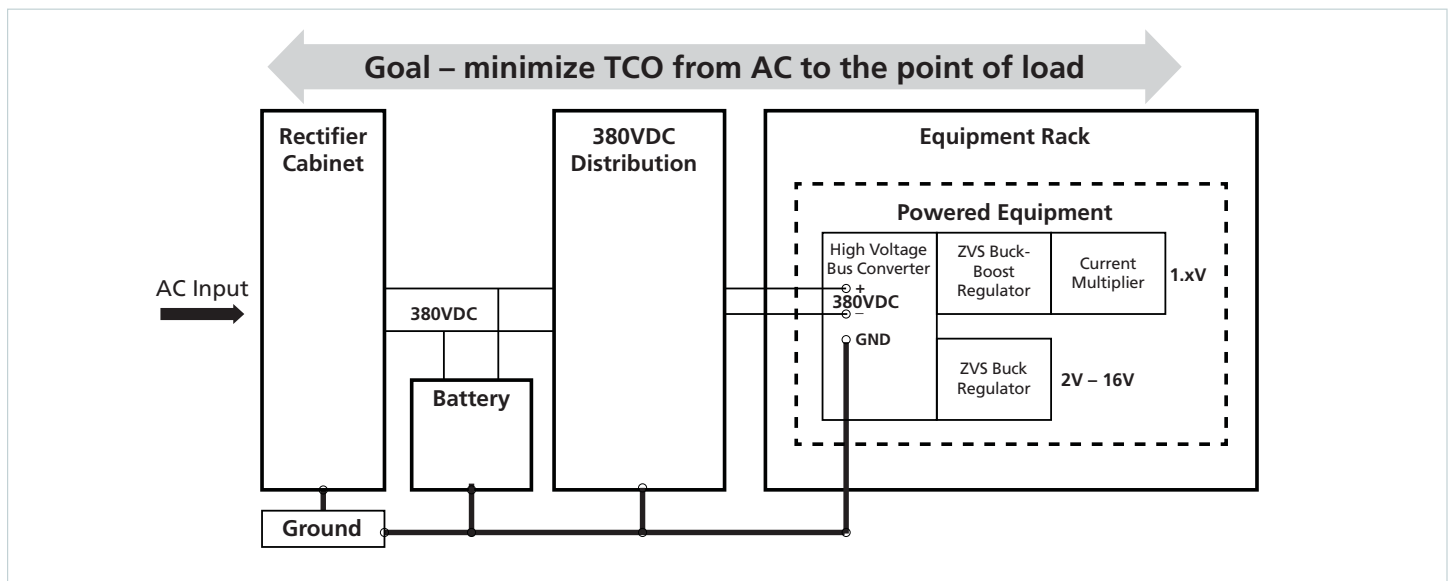 Goal – minimize TCO from AC to the point of load
Rectifier
Cabinet
380VDC
Distribution
Equipment Rack
Powered Equipment
High Voltage
Bus Converter
ZVS Buck-
Boost
Regulator
Current
Multiplier
1.xV
AC Input
380VDC
+
380VDC
–
GND
ZVS Buck
Regulator
2V – 16V
Battery
Ground